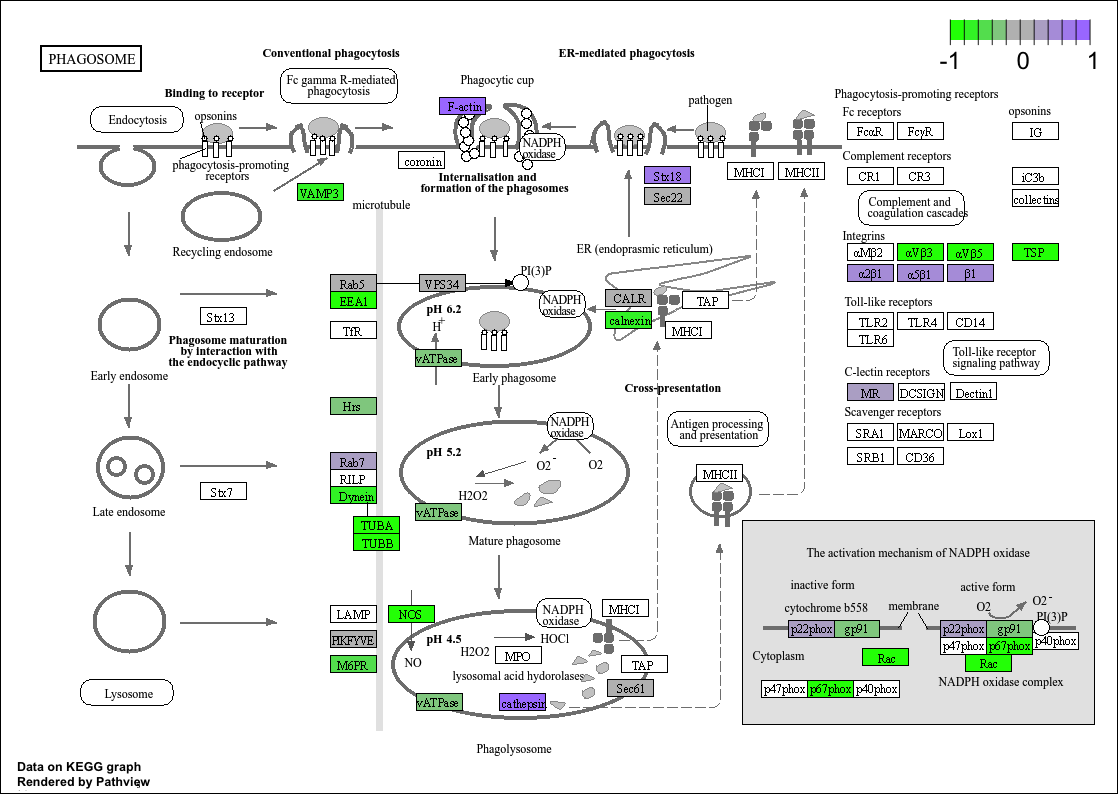 -1 0 1
PHAGOSOME
Conventional phagocytosis
ER-mediated phagocytosis
Fc gamma R-mediated
phagocytosis
Phagocytic cup
Binding to receptor
Endocytosis
opsonins
F-actin
pathogen
NADPH
oxidase
coronin
phagocytosis-promoting
receptors
Internalisation and
formation of the phagosomes
VAMP3
microtubule
Stx18
Sec22
MHCI
MHCII
Recycling endosome
ER (endoprasmic reticulum)
Phagocytosis-promoting receptors
Fc receptors
opsonins
FcαR
FcγR
IG
Complement receptors
CR1
CR3
iC3b
collectins
Complement and
coagulation cascades
Integrins
αMβ2
αVβ3
αVβ5
TSP
α2β1
α5β1
β1
Toll-like receptors
TLR2
TLR4
CD14
TLR6
Toll-like receptor
signaling pathway
C-lectin receptors
MR
DCSIGN
Dectin1
Scavenger receptors
SRA1
MARCO
Lox1
SRB1
CD36
Rab5
EEA1
VPS34
PI(3)P
NADPH
oxidase
pH 6.2
H+
TfR
vATPase
CALR
calnexin
TAP
MHCI
Stx13
Phagosome maturation
by interaction with
the endocyclic pathway
Early endosome
Early phagosome
Cross-presentation
Hrs
NADPH
oxidase
Antigen processing
and presentation
pH 5.2
O2-
O2
H2O2
Rab7
RILP
Dynein
Stx7
vATPase
MHCII
TUBA
TUBB
Late endosome
Mature phagosome
LAMP
NOS
NADPH
oxidase
MHCI
PIKFYVE
pH 4.5
HOCl
H2O2
MPO
M6PR
NO
lysosomal acid hydorolases
TAP
Sec61
vATPase
cathepsin
Lysosome
Phagolysosome
The activation mechanism of NADPH oxidase
inactive form
active form
cytochrome b558
membrane
O2
O2-
PI(3)P
p22phox
gp91
p22phox
gp91
p47phox
p67phox
p40phox
Cytoplasm
Rac
Rac
p47phox
p67phox
p40phox
NADPH oxidase complex
Data on KEGG graph
Rendered by Pathview